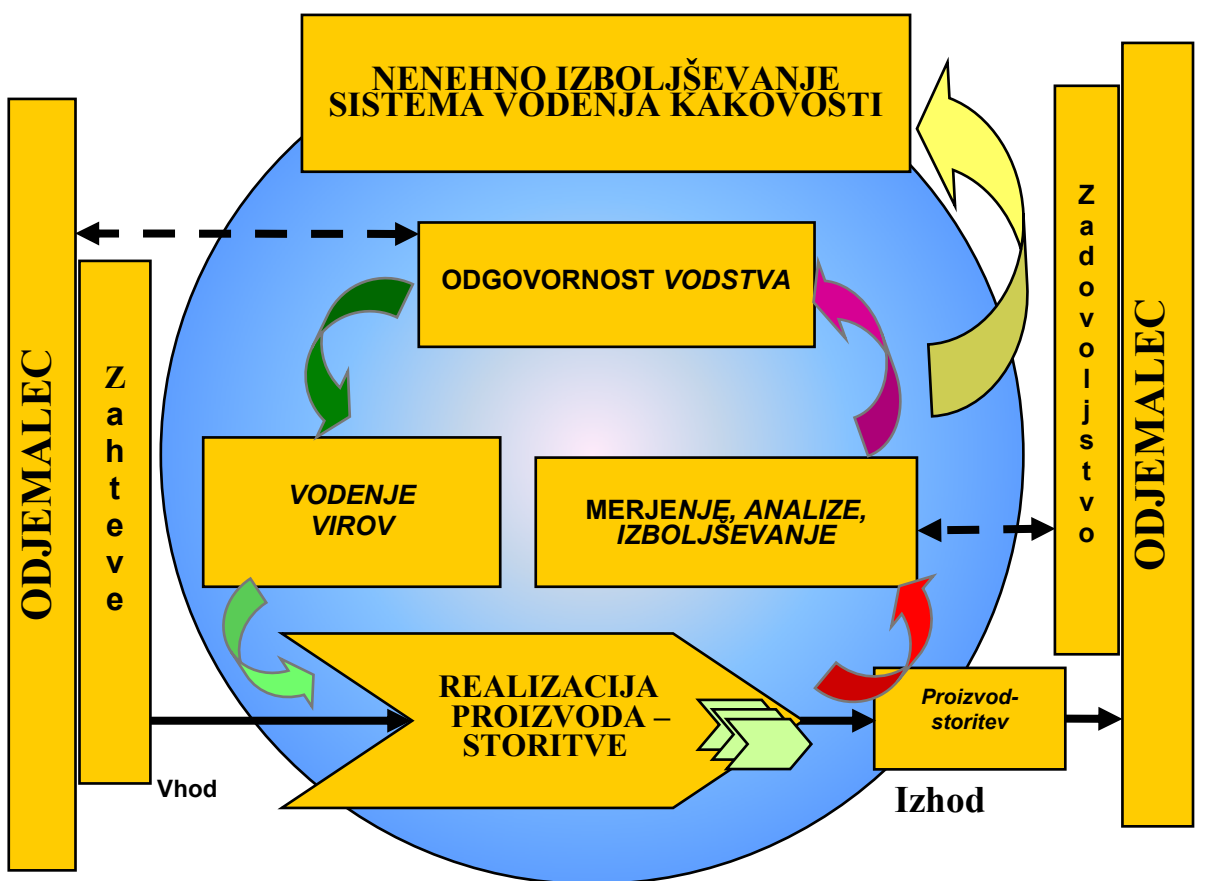 NENEHNO IZBOLJŠEVANJE
SISTEMA VODENJA KAKOVOSTI
ODJEMALEC
Zahteve
ODGOVORNOST VODSTVA
Zadovoljstvo
ODJEMALEC
VODENJE
VIROV
MERJENJE, ANALIZE,
IZBOLJŠEVANJE
REALIZACIJA
PROIZVODA –
STORITVE
Proizvod-
storitev
Vhod
Izhod